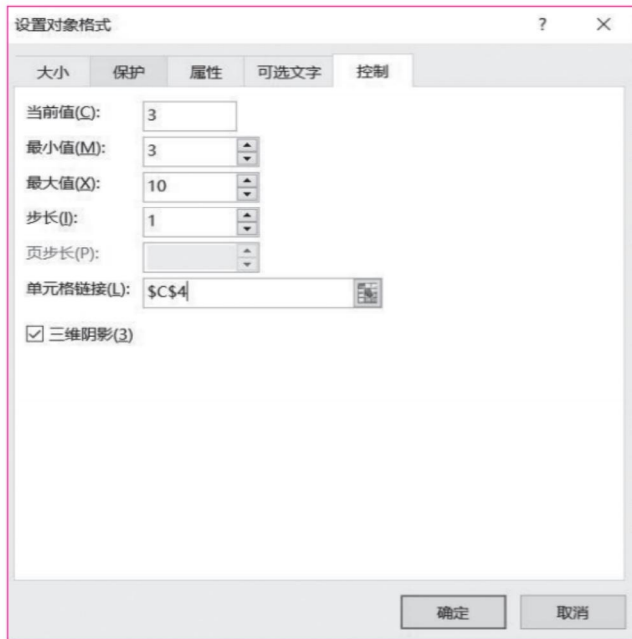 设置对象格式 ? ×
大小 保护 属性 可选文字 控制
当前值(C): 3
最小值(M): 3
最大值(X): 10
步长(I): 1
页步长(P):
单元格链接(L): $C$4
三维阴影(3)
确定 取消